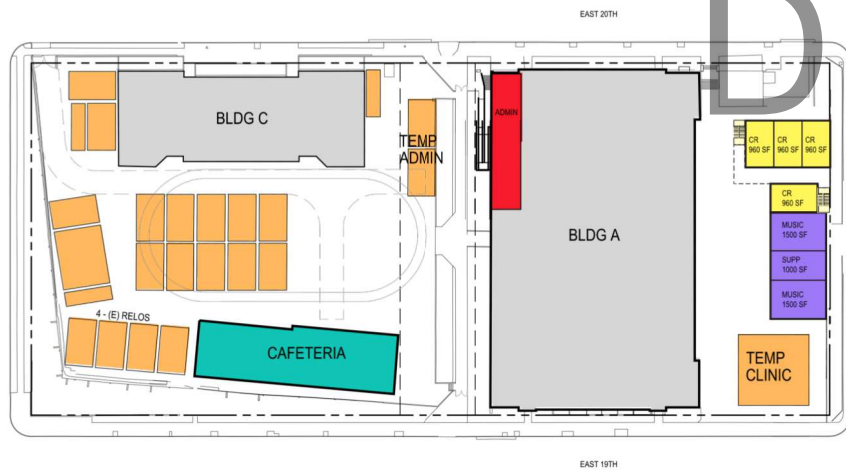 EAST 20TH
D
BLDG C
TEMP
ADMIN
ADMIN
BLDG A
CR
960 SF
CR
960 SF
CR
960 SF
CR
960 SF
MUSIC
1500 SF
SUPP
1000 SF
MUSIC
1500 SF
4 - (E) RELOS
CAFETERIA
TEMP
CLINIC
EAST 19TH